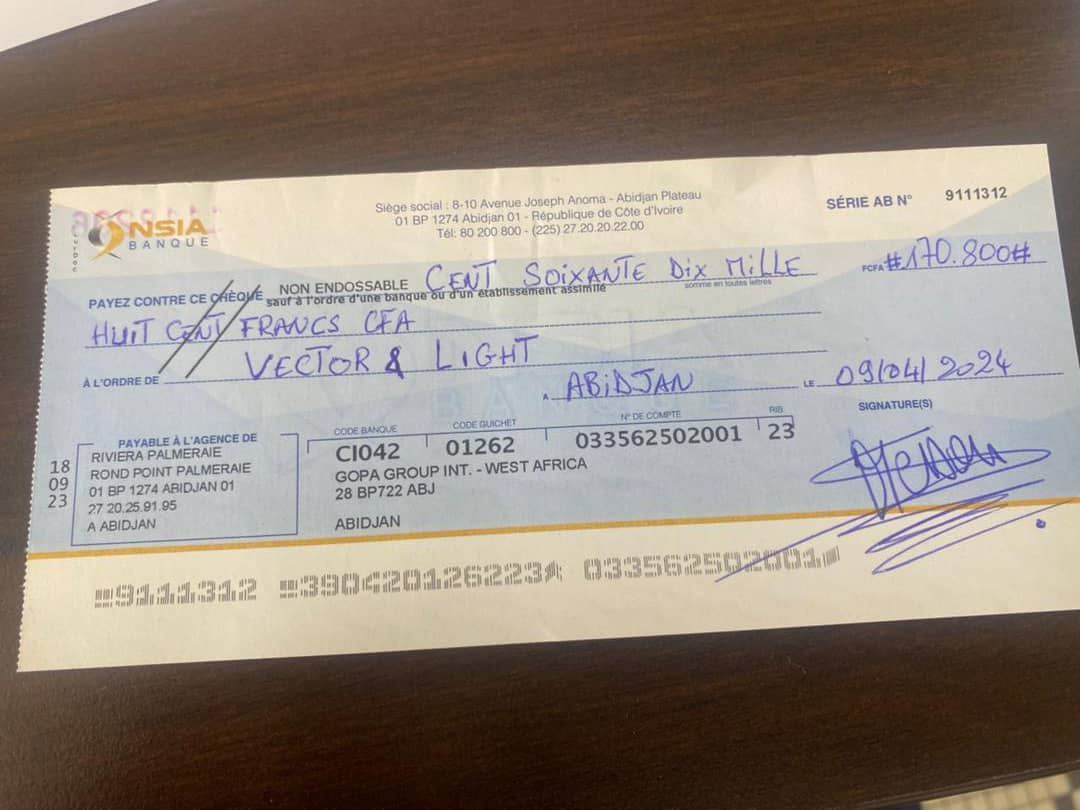 NSIA
BANQUE
Siège social : 8-10 Avenue Joseph Anoma - Abidjan Plateau
01 BP 1274 Abidjan 01 - République de Côte d'Ivoire
Tél: 80 200 800 - (225) 27.20.20.22.00
SÉRIE AB N° 9111312
PAYEZ CONTRE CE CHÈQUE NON ENDOSSABLE CENT SOIXANTE DIX MILLE FCFA #170.800#
sauf à l'ordre d'une banque ou d'un établissement assimilé somme en toutes lettres
HUIT CENT FRANCS CFA
À L'ORDRE DE VECTOR & LIGHT
A ABIDJAN LE 09/04/2024
SIGNATURE(S)
PAYABLE À L'AGENCE DE
RIVIERA PALMERAIE
ROND POINT PALMERAIE
01 BP 1274 ABIDJAN 01
27 20.25.91.95
A ABIDJAN
18
09
23
CODE BANQUE CODE GUICHET N° DE COMPTE RIB
CI042 01262 033562502001 23
GOPA GROUP INT. - WEST AFRICA
28 BP722 ABJ
ABIDJAN
9111312 390420126223 033562502001